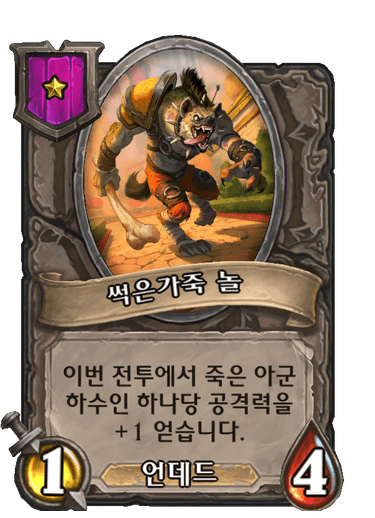 썩은가죽 놀
이번 전투에서 죽은 아군
하수인 하나당 공격력을
+1 얻습니다.
1
언데드
4